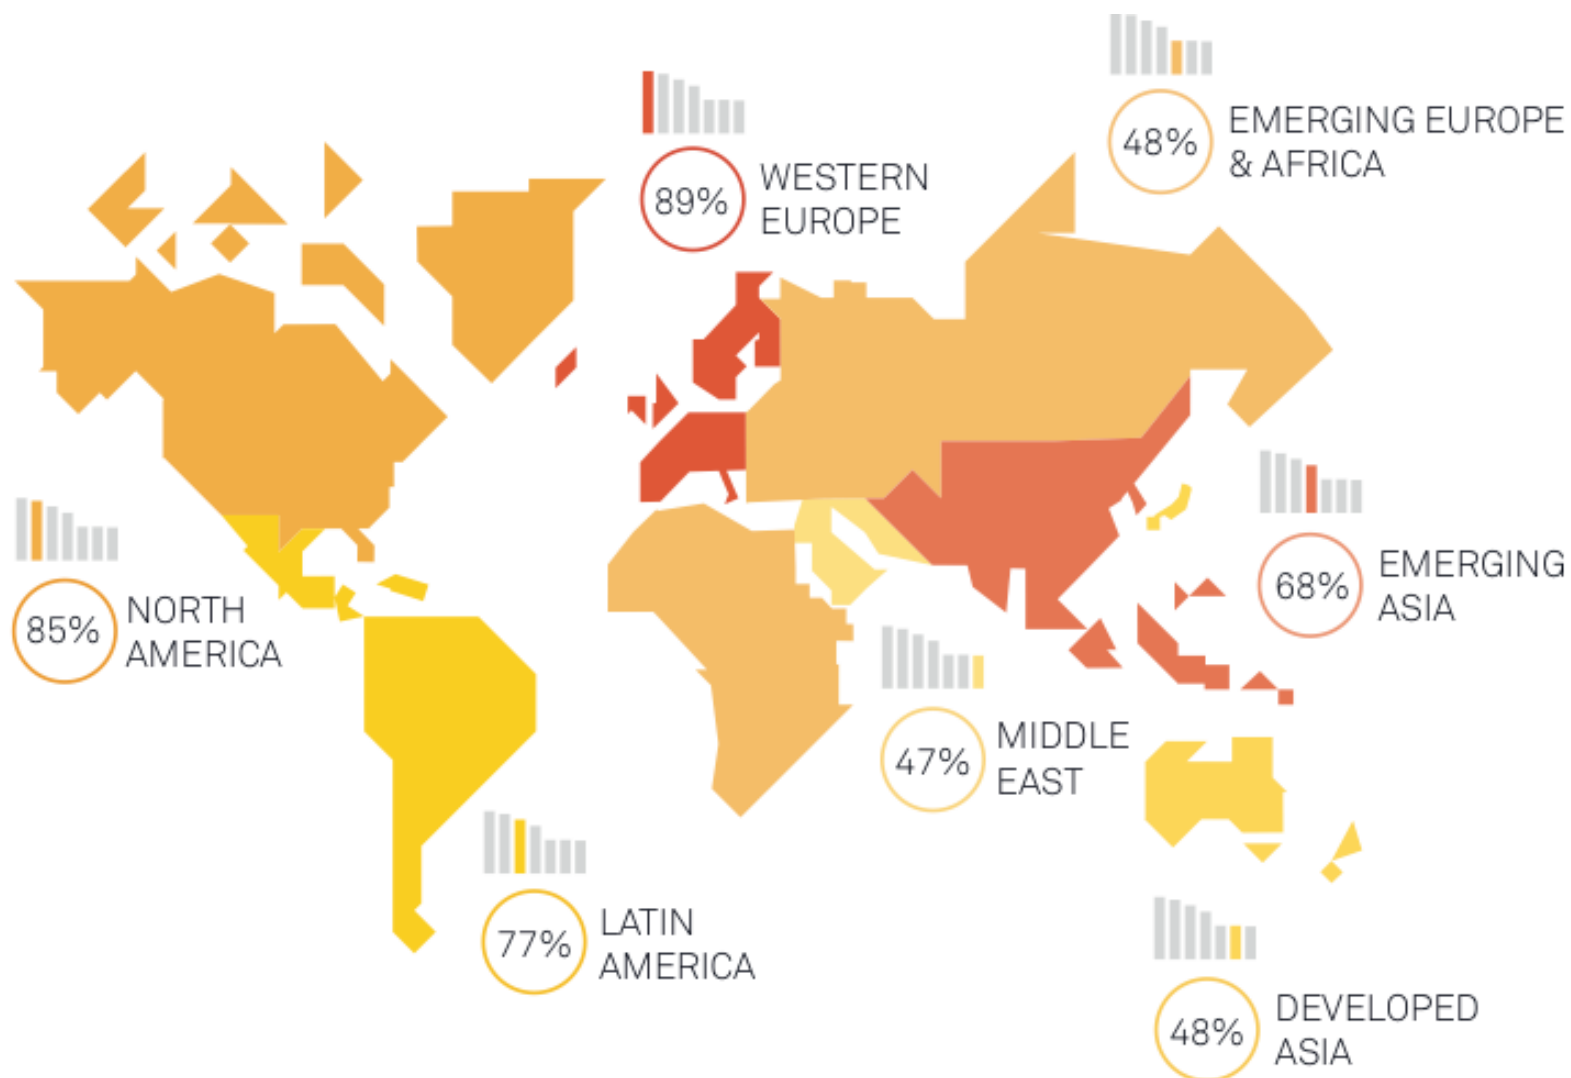 48%
EMERGING EUROPE
& AFRICA
89%
WESTERN
EUROPE
85%
NORTH
AMERICA
68%
EMERGING
ASIA
47%
MIDDLE
EAST
77%
LATIN
AMERICA
48%
DEVELOPED
ASIA